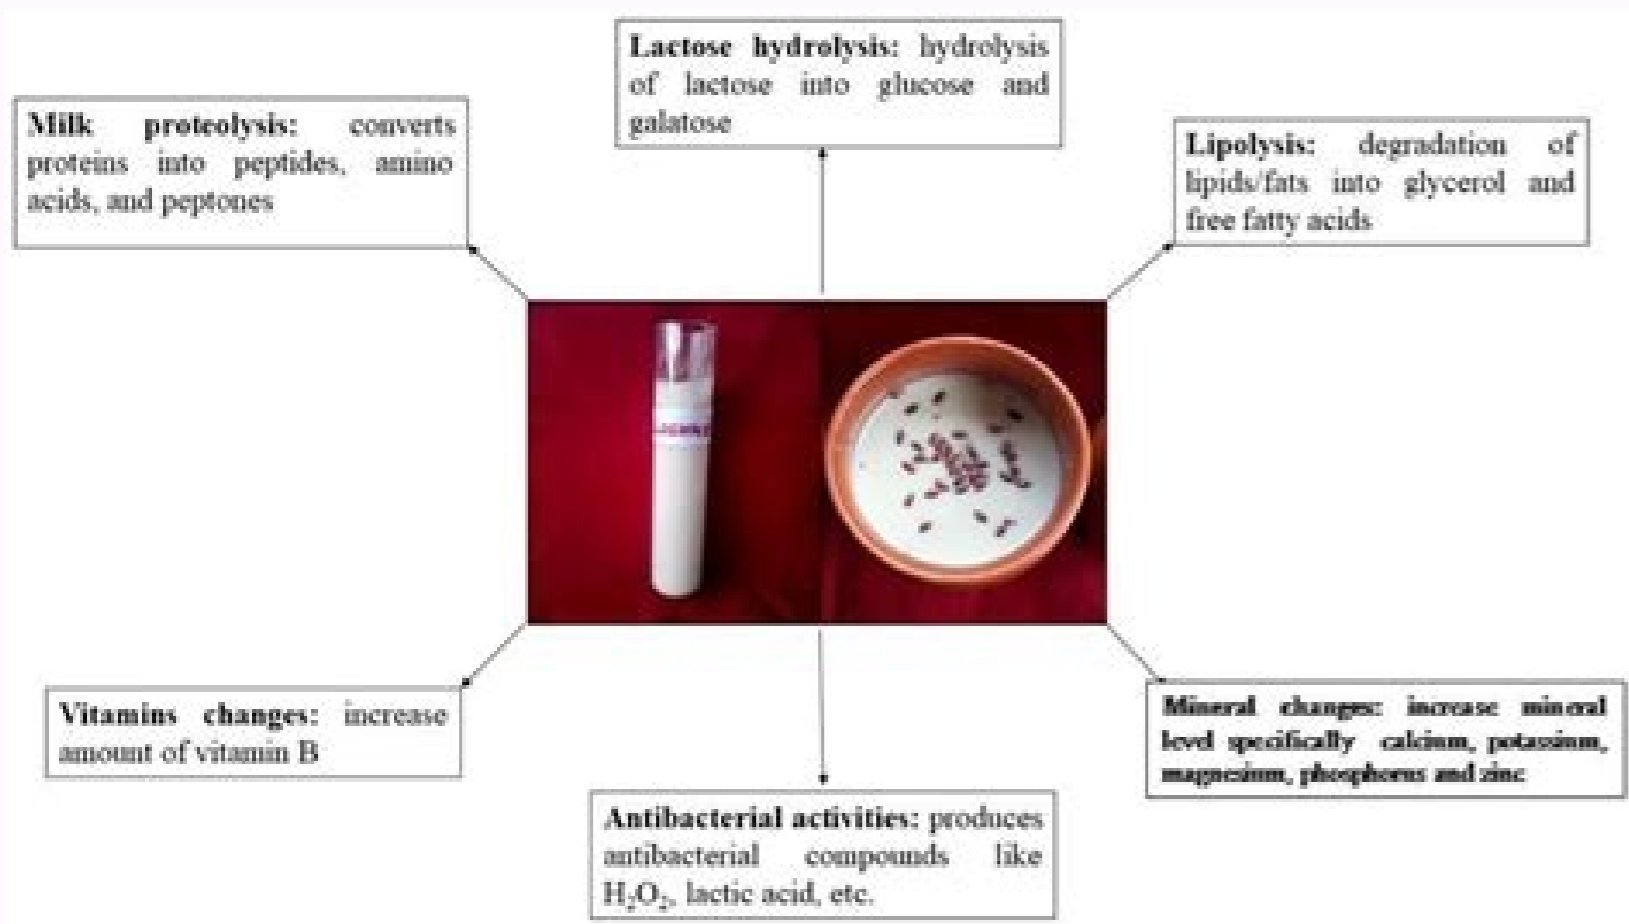 Lactose hydrolysis: hydrolysis
of lactose into glucose and
galatose
Milk proteolysis: converts
proteins into peptides, amino
acids, and peptones
Lipolysis: degradation of
lipids/fats into glycerol and
free fatty acids
Vitamins changes: increase
amount of vitamin B
Mineral changes: increase mineral
level specifically calcium, potassium,
magnesium, phosphorus and zinc
Antibacterial activities: produces
antibacterial compounds like
H₂O₂, lactic acid, etc.